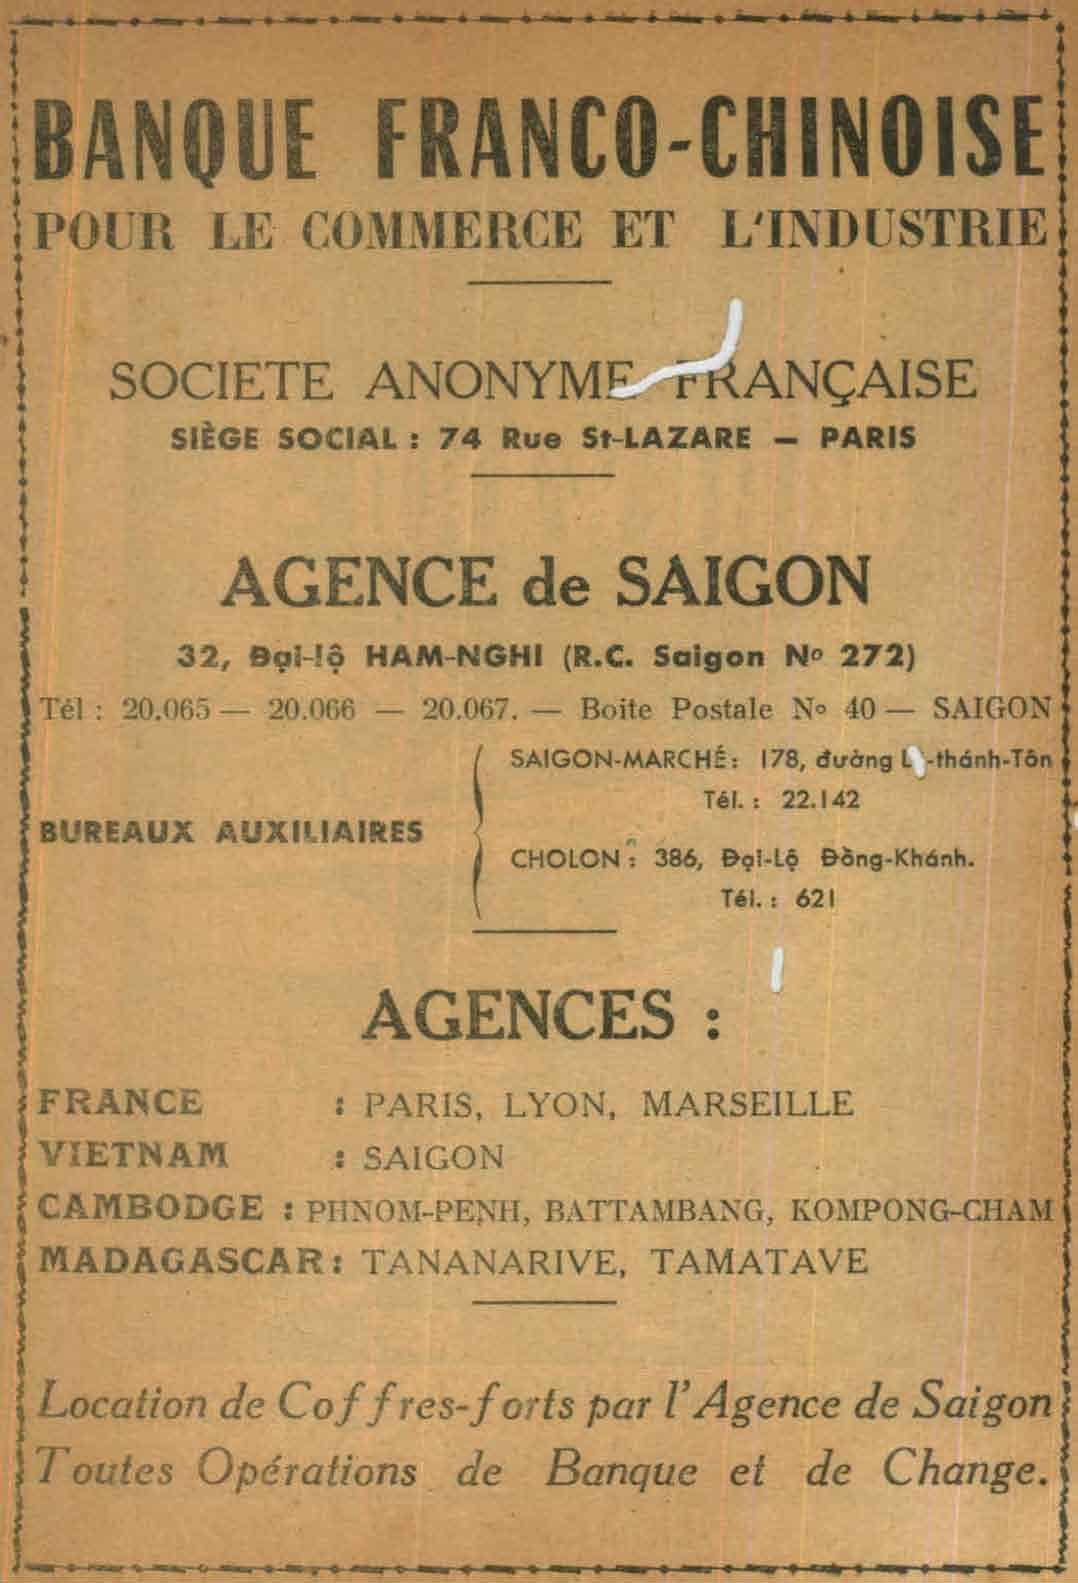 BANQUE FRANCO-CHINOISE
POUR LE COMMERCE ET L'INDUSTRIE
SOCIETE ANONYME FRANÇAISE
SIÈGE SOCIAL : 74 Rue St-LAZARE — PARIS
AGENCE de SAIGON
32, Đại-lộ HAM-NGHI (R.C. Saigon Nº 272)
Tél : 20.065 — 20.066 — 20.067. — Boite Postale Nº 40 — SAIGON
BUREAUX AUXILIAIRES
SAIGON-MARCHÉ : 178, đường -thánh-Tôn
Tél. : 22.142
CHOLON : 386, Đại-Lộ Đồng-Khánh.
Tél. : 621
AGENCES :
FRANCE : PARIS, LYON, MARSEILLE
VIETNAM : SAIGON
CAMBODGE : PHNOM-PENH, BATTAMBANG, KOMPONG-CHAM
MADAGASCAR : TANANARIVE, TAMATAVE
Location de Coffres-forts par l'Agence de Saigon
Toutes Opérations de Banque et de Change.